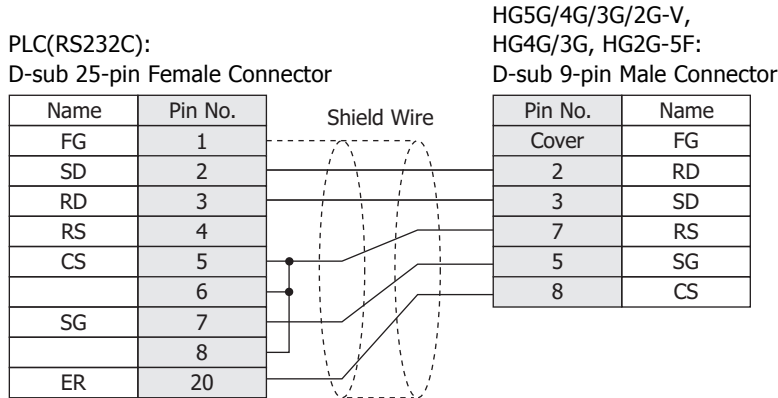 PLC(RS232C):
D-sub 25-pin Female Connector
Name Pin No.
FG 1
SD 2
RD 3
RS 4
CS 5
6
SG 7
8
ER 20
Shield Wire
HG5G/4G/3G/2G-V,
HG4G/3G, HG2G-5F:
D-sub 9-pin Male Connector
Pin No. Name
Cover FG
2 RD
3 SD
7 RS
5 SG
8 CS